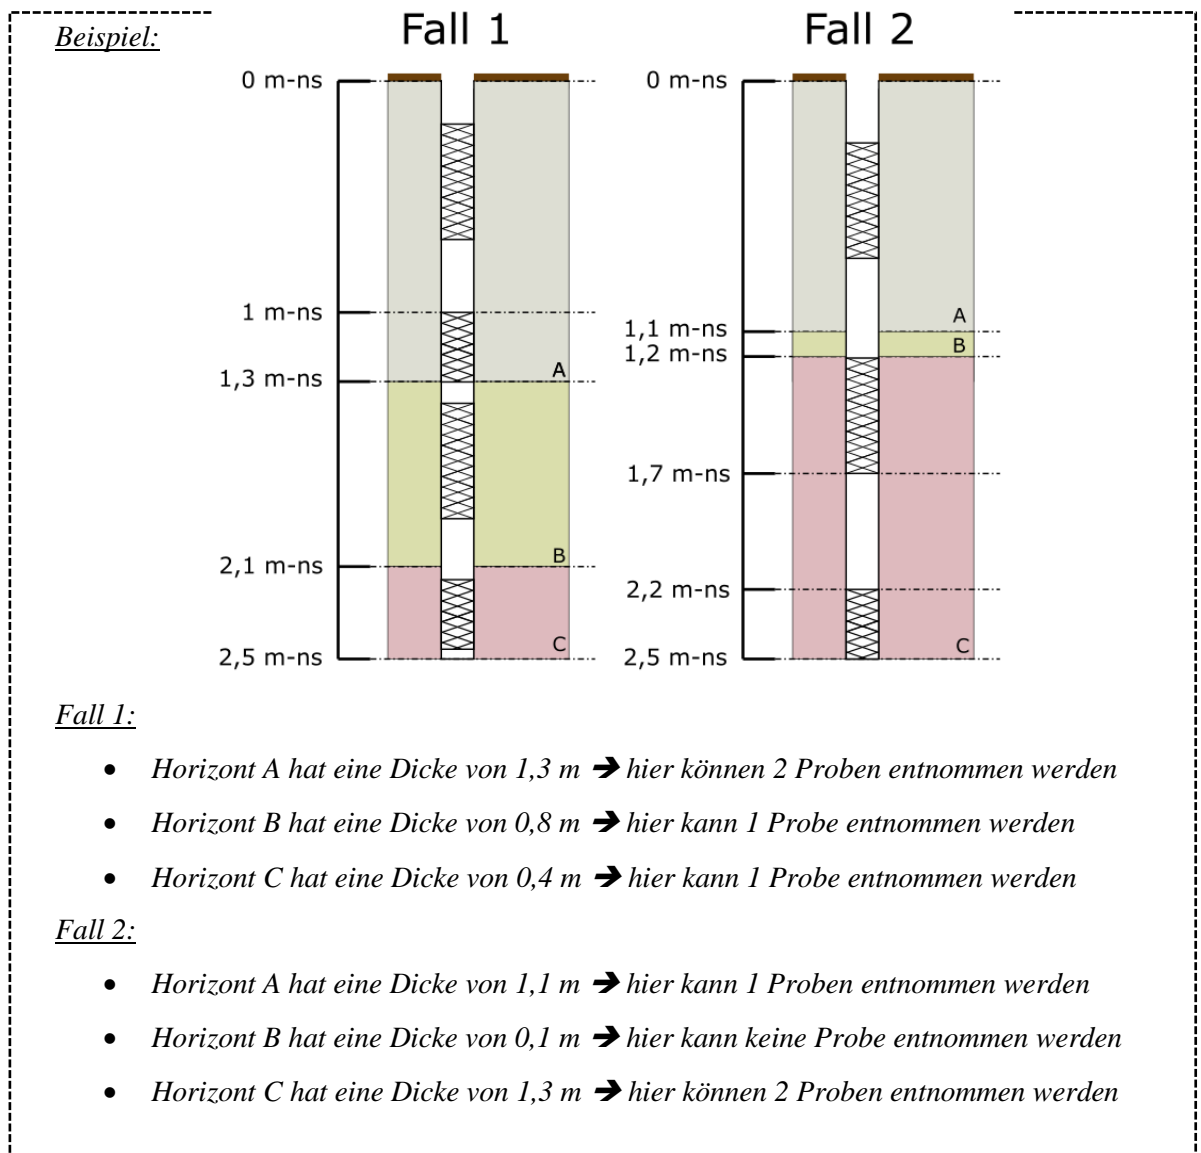 Beispiel:
Fall 1
Fall 2
0 m-ns
1 m-ns
1,3 m-ns
2,1 m-ns
2,5 m-ns
A
B
C
0 m-ns
1,1 m-ns
1,2 m-ns
1,7 m-ns
2,2 m-ns
2,5 m-ns
A
B
C
Fall 1:
• Horizont A hat eine Dicke von 1,3 m ➔ hier können 2 Proben entnommen werden
• Horizont B hat eine Dicke von 0,8 m ➔ hier kann 1 Probe entnommen werden
• Horizont C hat eine Dicke von 0,4 m ➔ hier kann 1 Probe entnommen werden
Fall 2:
• Horizont A hat eine Dicke von 1,1 m ➔ hier kann 1 Proben entnommen werden
• Horizont B hat eine Dicke von 0,1 m ➔ hier kann keine Probe entnommen werden
• Horizont C hat eine Dicke von 1,3 m ➔ hier können 2 Proben entnommen werden